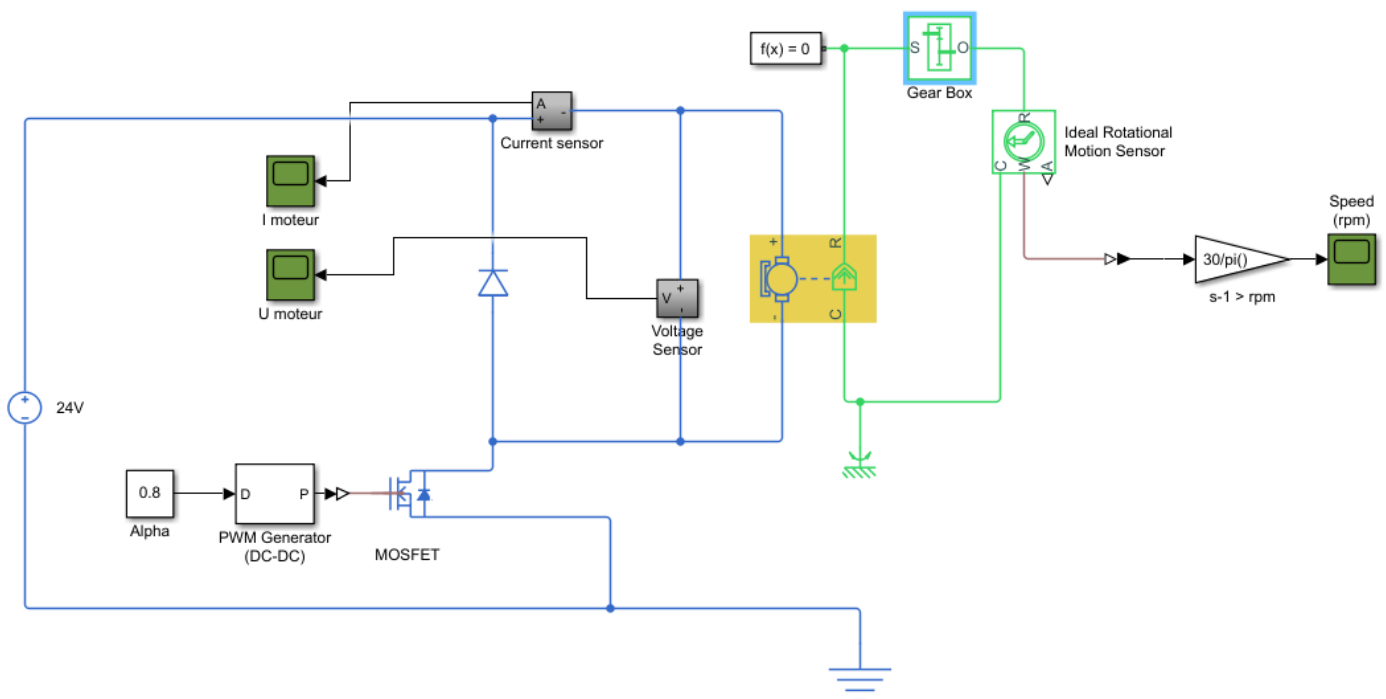 f(x) = 0
S
O
Gear Box
A
+
-
Current sensor
R
C
W
A
Ideal Rotational
Motion Sensor
I moteur
U moteur
V
+
-
Voltage
Sensor
+
-
R
C
30/pi()
s-1 > rpm
Speed
(rpm)
+
−
24V
0.8
Alpha
D
P
PWM Generator
(DC-DC)
MOSFET